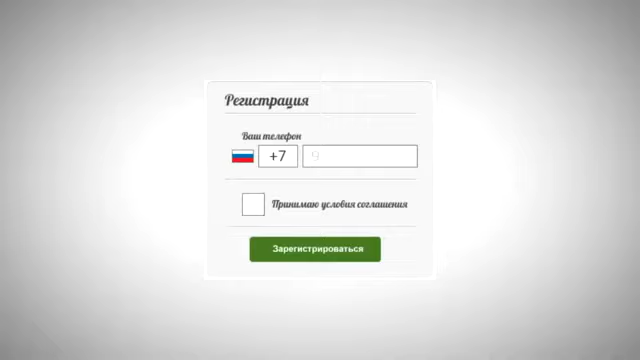 Регистрация
Ваш телефон
+7 9
Принимаю условия соглашения
Зарегистрироваться